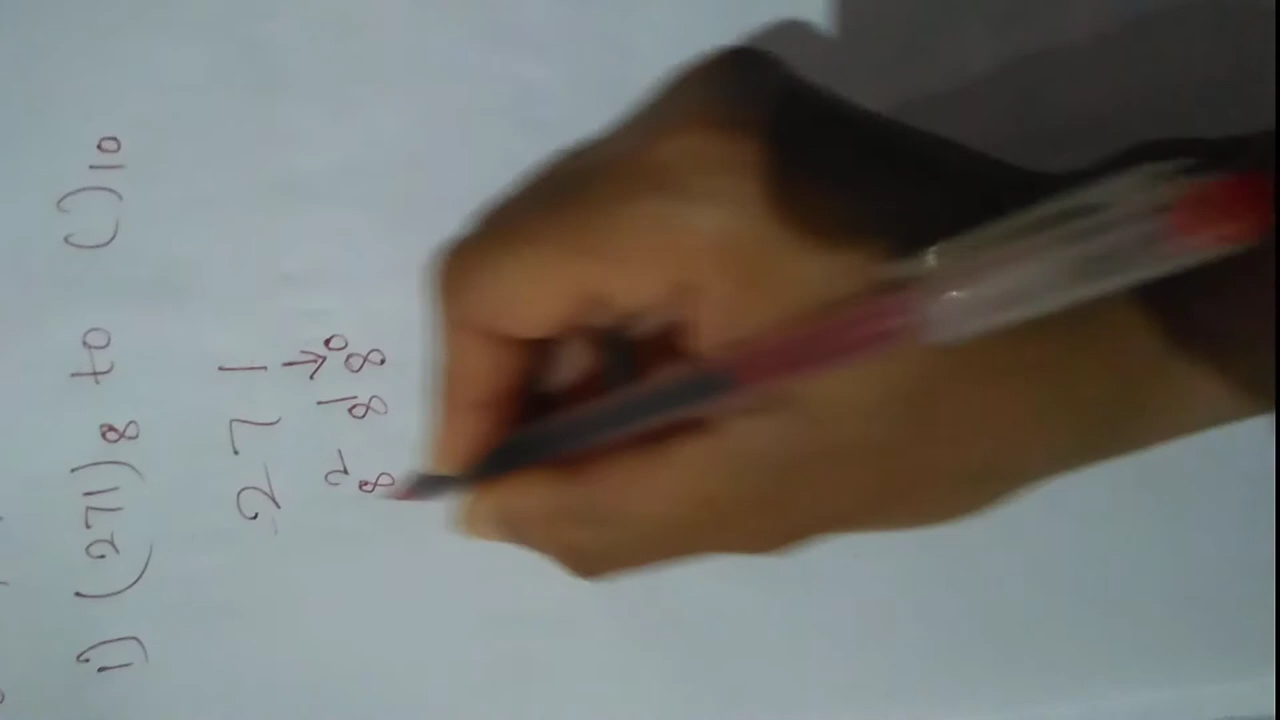 1) (271)8 to ( )10
2 7 1 →
8² 8¹ 8⁰